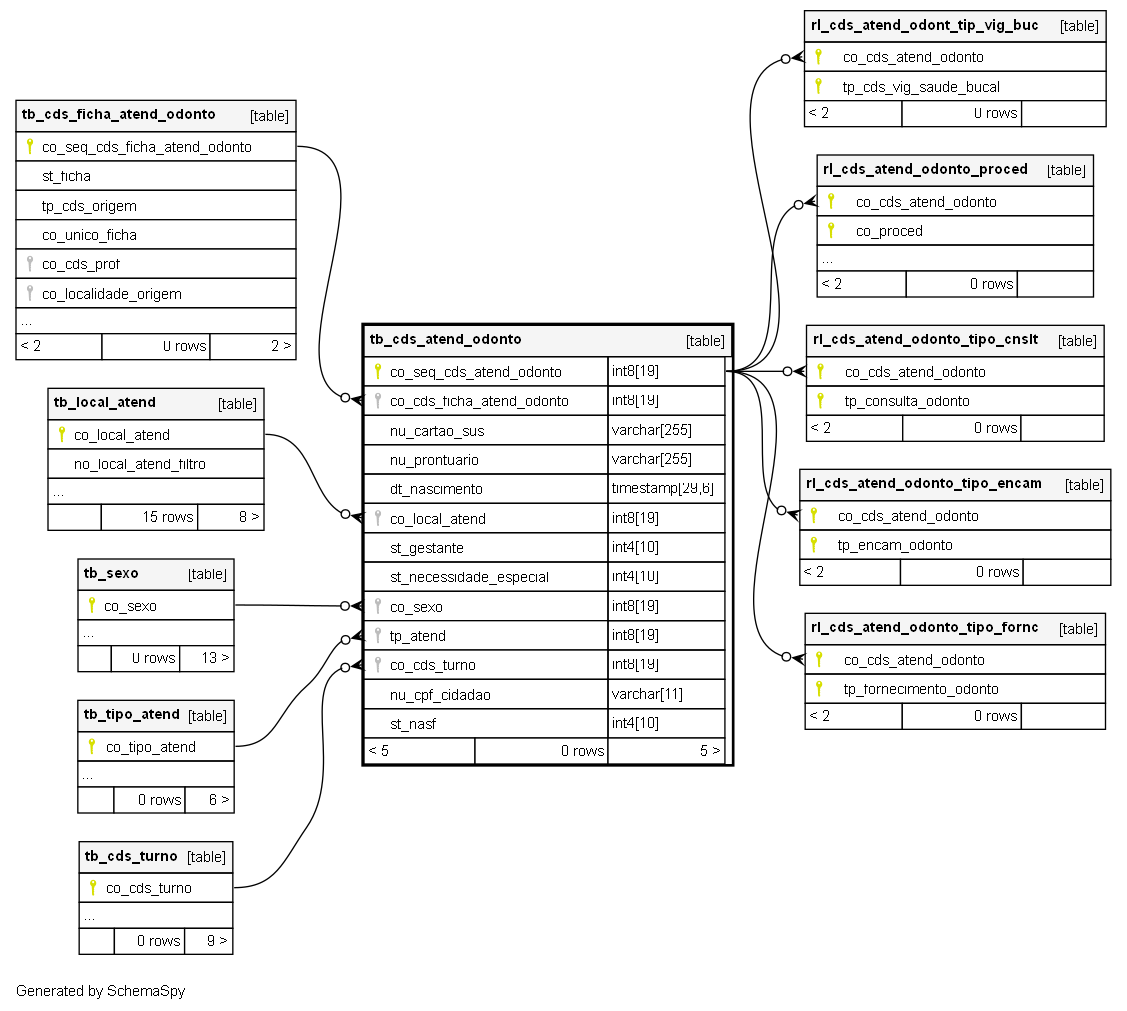 rl_cds_atend_odont_tip_vig_buc [table]
co_cds_atend_odonto
tp_cds_vig_saude_bucal
< 2 0 rows
tb_cds_ficha_atend_odonto [table]
co_seq_cds_ficha_atend_odonto
st_ficha
tp_cds_origem
co_unico_ficha
co_cds_prof
co_localidade_origem
...
< 2 0 rows 2 >
rl_cds_atend_odonto_proced [table]
co_cds_atend_odonto
co_proced
...
< 2 0 rows
tb_cds_atend_odonto [table]
co_seq_cds_atend_odonto int8[19]
co_cds_ficha_atend_odonto int8[19]
nu_cartao_sus varchar[255]
nu_prontuario varchar[255]
dt_nascimento timestamp[29,6]
co_local_atend int8[19]
st_gestante int4[10]
st_necessidade_especial int4[10]
co_sexo int8[19]
tp_atend int8[19]
co_cds_turno int8[19]
nu_cpf_cidadao varchar[11]
st_nasf int4[10]
< 5 0 rows 5 >
rl_cds_atend_odonto_tipo_cnslt [table]
co_cds_atend_odonto
tp_consulta_odonto
< 2 0 rows
tb_local_atend [table]
co_local_atend
no_local_atend_filtro
...
15 rows 8 >
rl_cds_atend_odonto_tipo_encam [table]
co_cds_atend_odonto
tp_encam_odonto
< 2 0 rows
tb_sexo [table]
co_sexo
...
0 rows 13 >
rl_cds_atend_odonto_tipo_fornc [table]
co_cds_atend_odonto
tp_fornecimento_odonto
< 2 0 rows
tb_tipo_atend [table]
co_tipo_atend
...
0 rows 6 >
tb_cds_turno [table]
co_cds_turno
...
0 rows 9 >
Generated by SchemaSpy